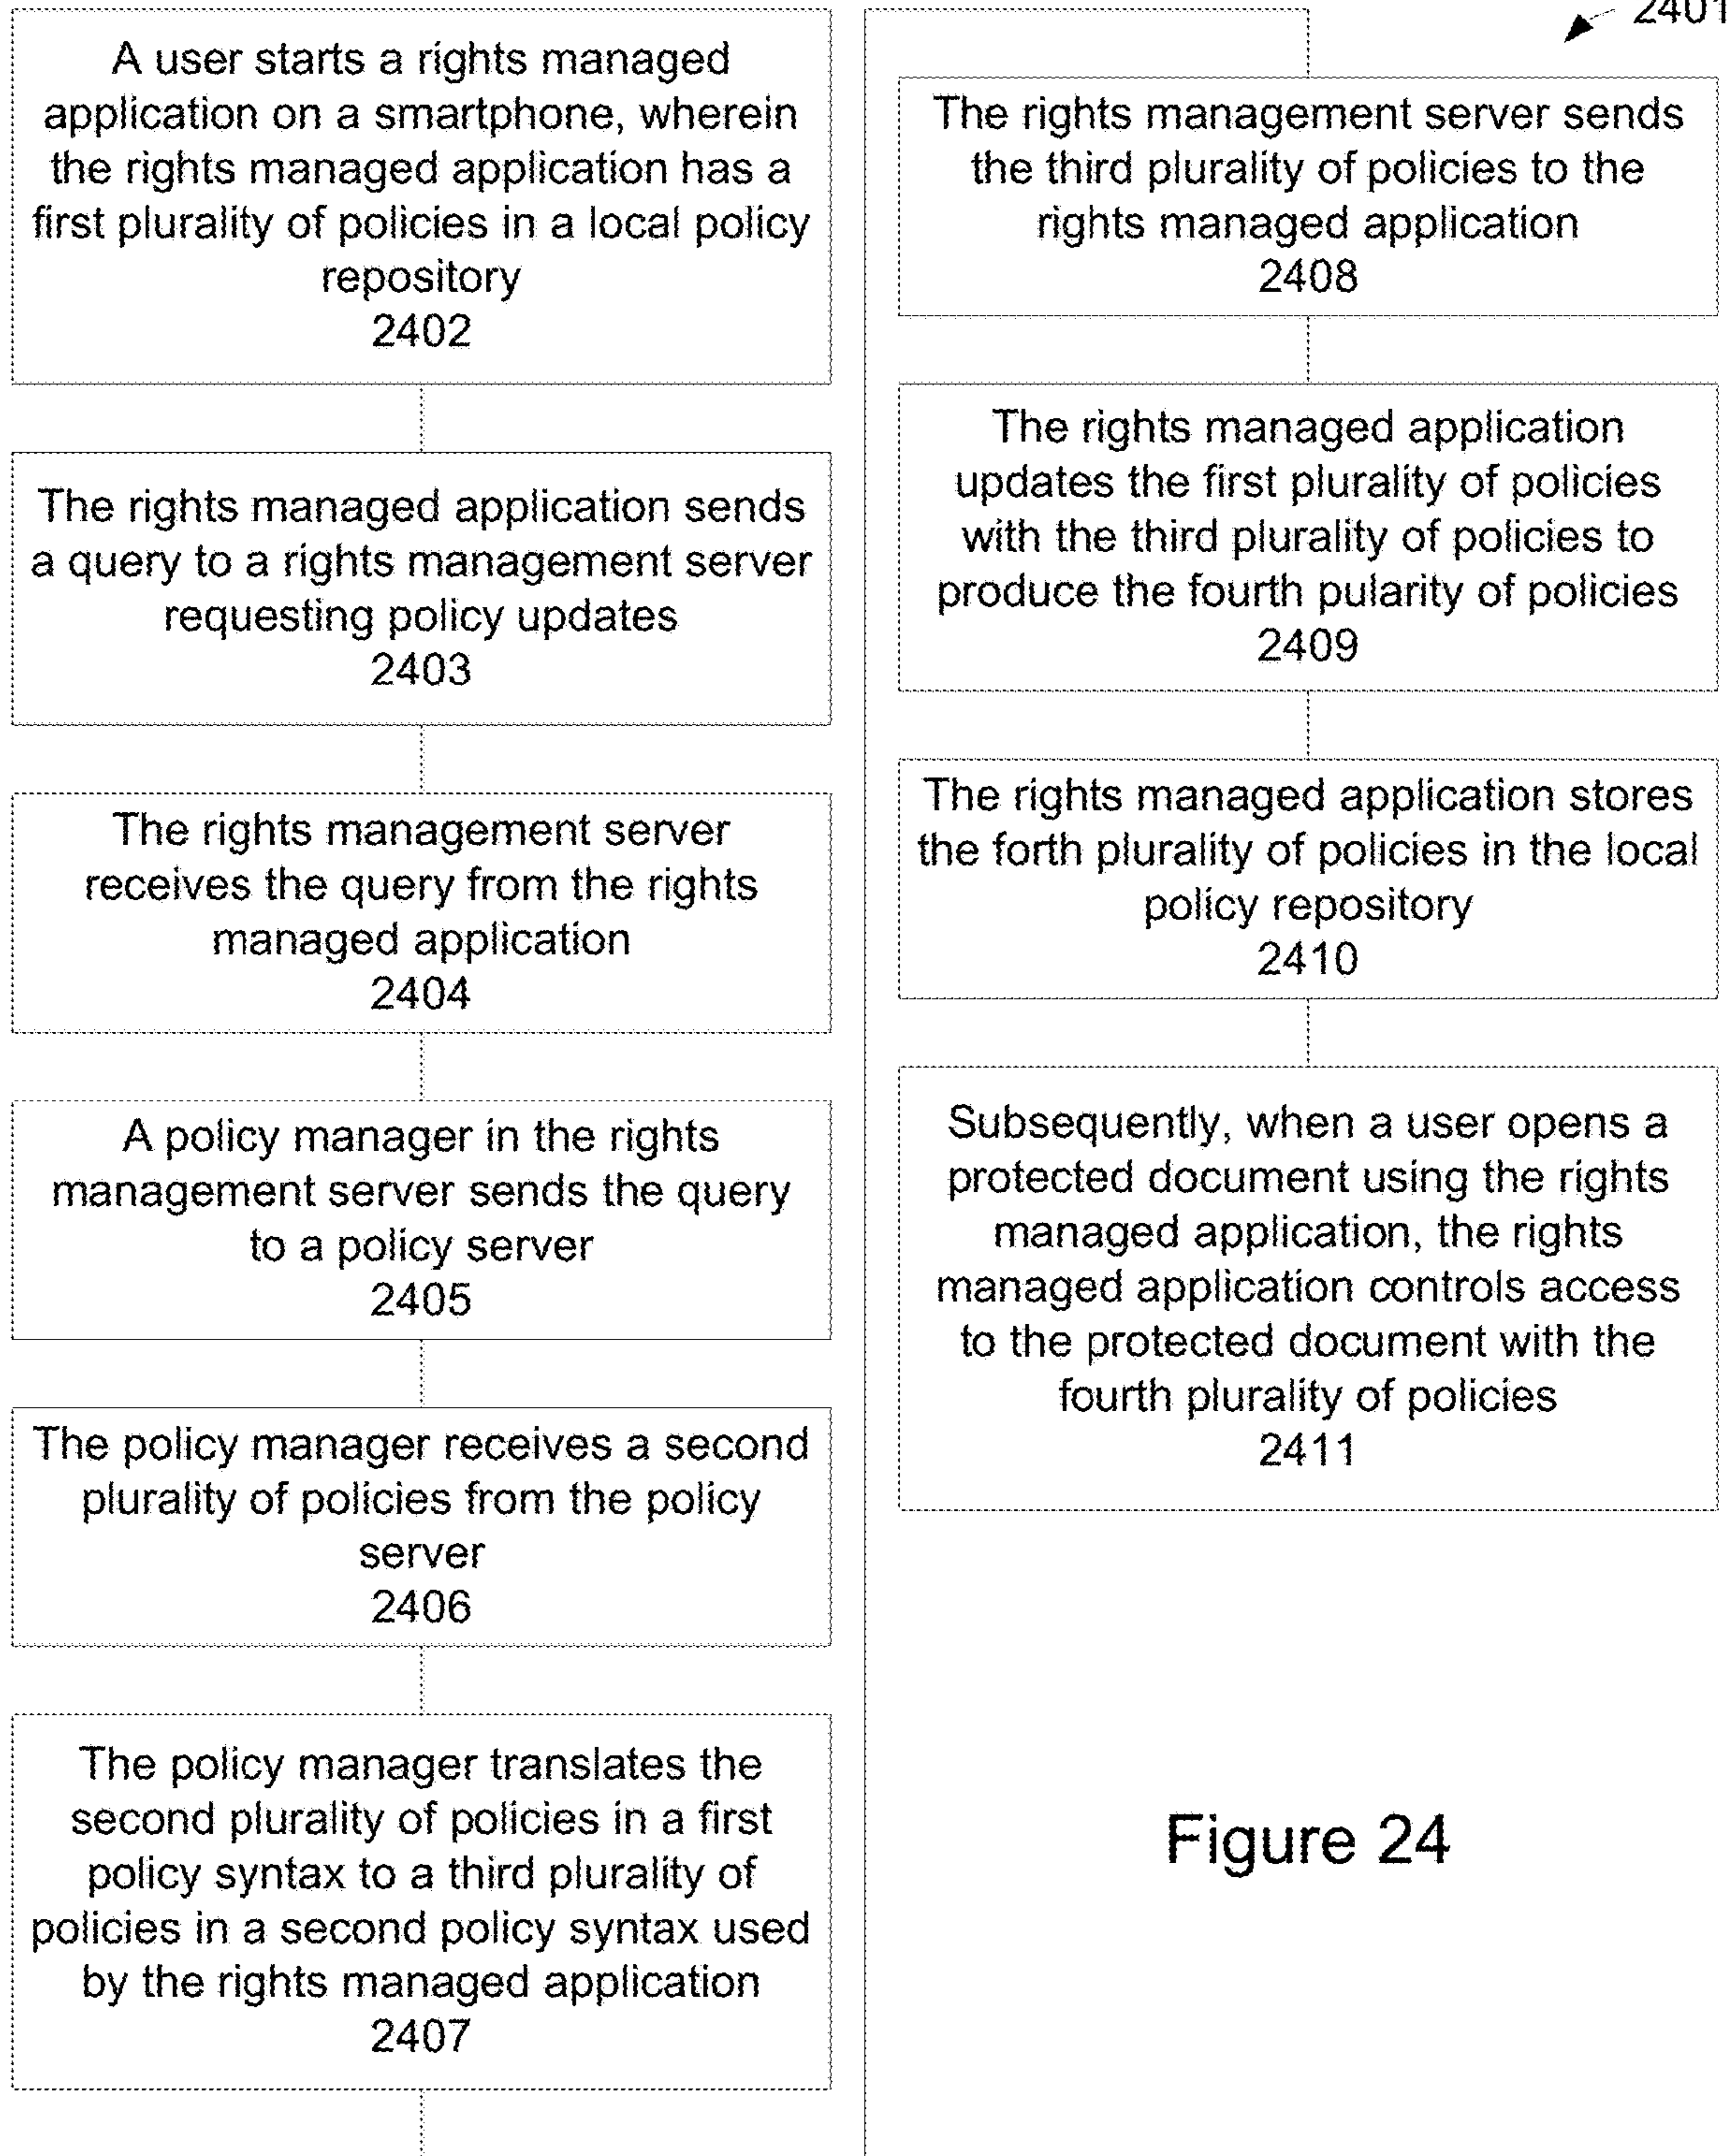 A user starts a rights managed
application on a smartphone, wherein
the rights managed application has a
first plurality of policies in a local policy
repository
2402
The rights managed application sends
a query to a rights management server
requesting policy updates
2403
The rights management server
receives the query from the rights
managed application
2404
A policy manager in the rights
management server sends the query
to a policy server
2405
The policy manager receives a second
plurality of policies from the policy
server
2406
The policy manager translates the
second plurality of policies in a first
policy syntax to a third plurality of
policies in a second policy syntax used
by the rights managed application
2407
2401
The rights management server sends
the third plurality of policies to the
rights managed application
2408
The rights managed application
updates the first plurality of policies
with the third plurality of policies to
produce the fourth pularity of policies
2409
The rights managed application stores
the forth plurality of policies in the local
policy repository
2410
Subsequently, when a user opens a
protected document using the rights
managed application, the rights
managed application controls access
to the protected document with the
fourth plurality of policies
2411
Figure 24